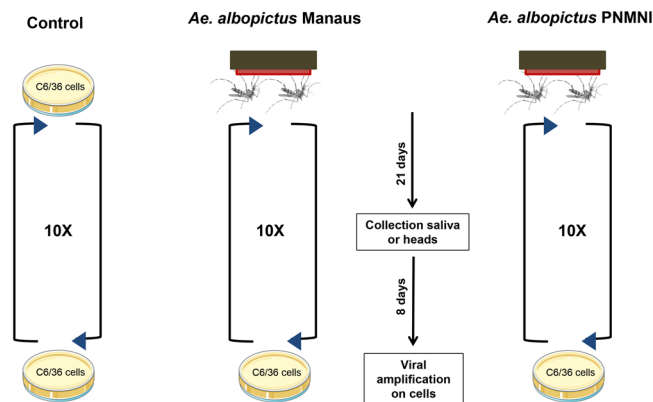 Control
Ae. albopictus Manaus
Ae. albopictus PNMNI
C6/36 cells
21 days
10X
10X
10X
Collection saliva
or heads
8 days
C6/36 cells
C6/36 cells
Viral
amplification
on cells
C6/36 cells